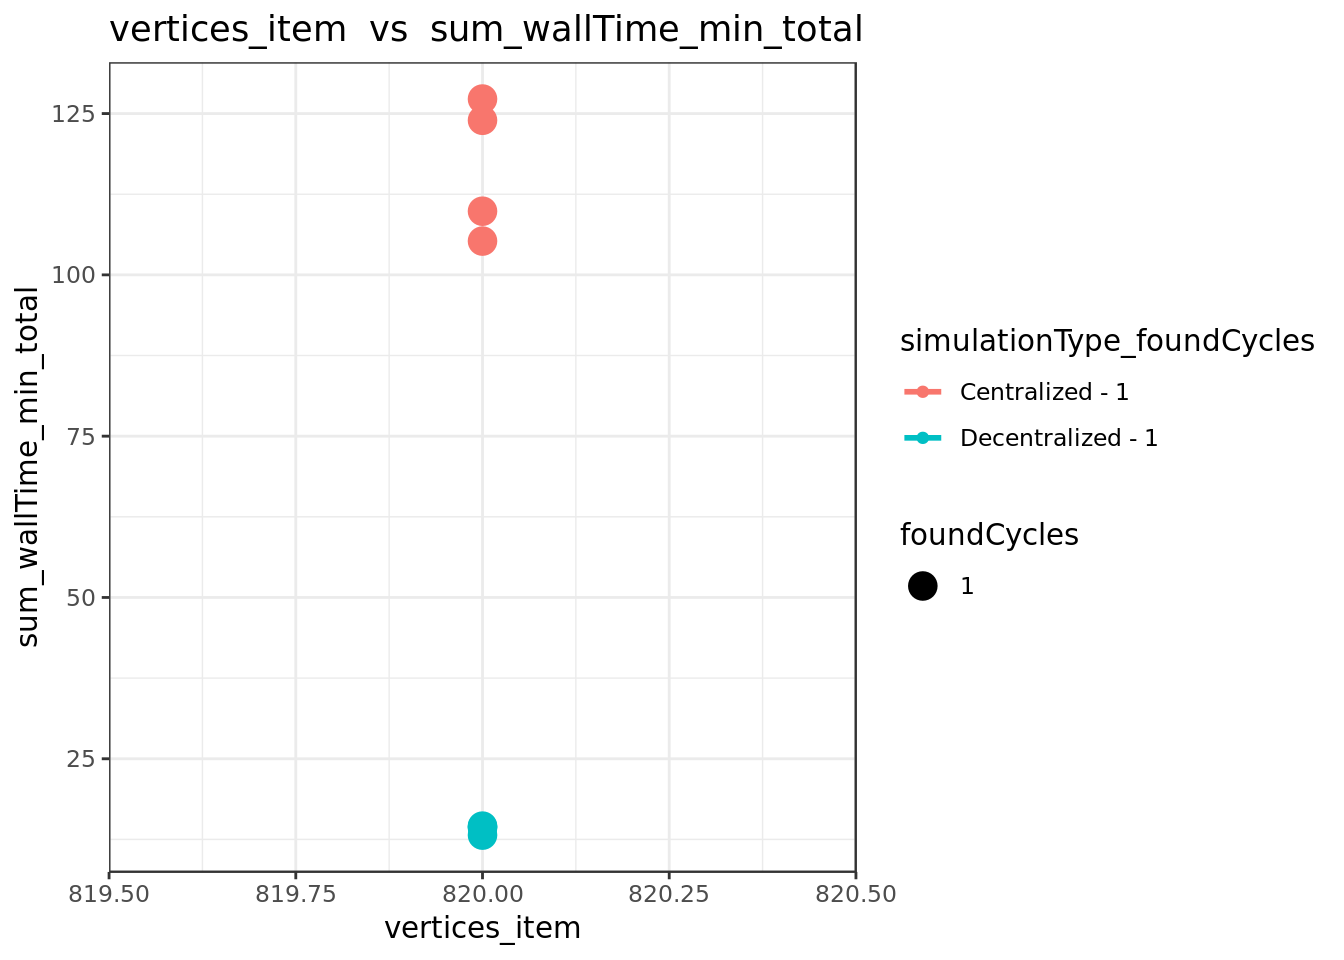 vertices_item  vs  sum_wallTime_min_total
sum_wallTime_min_total
125
100
75
50
25
819.50 819.75 820.00 820.25 820.50
vertices_item
simulationType_foundCycles
Centralized - 1
Decentralized - 1
foundCycles
1